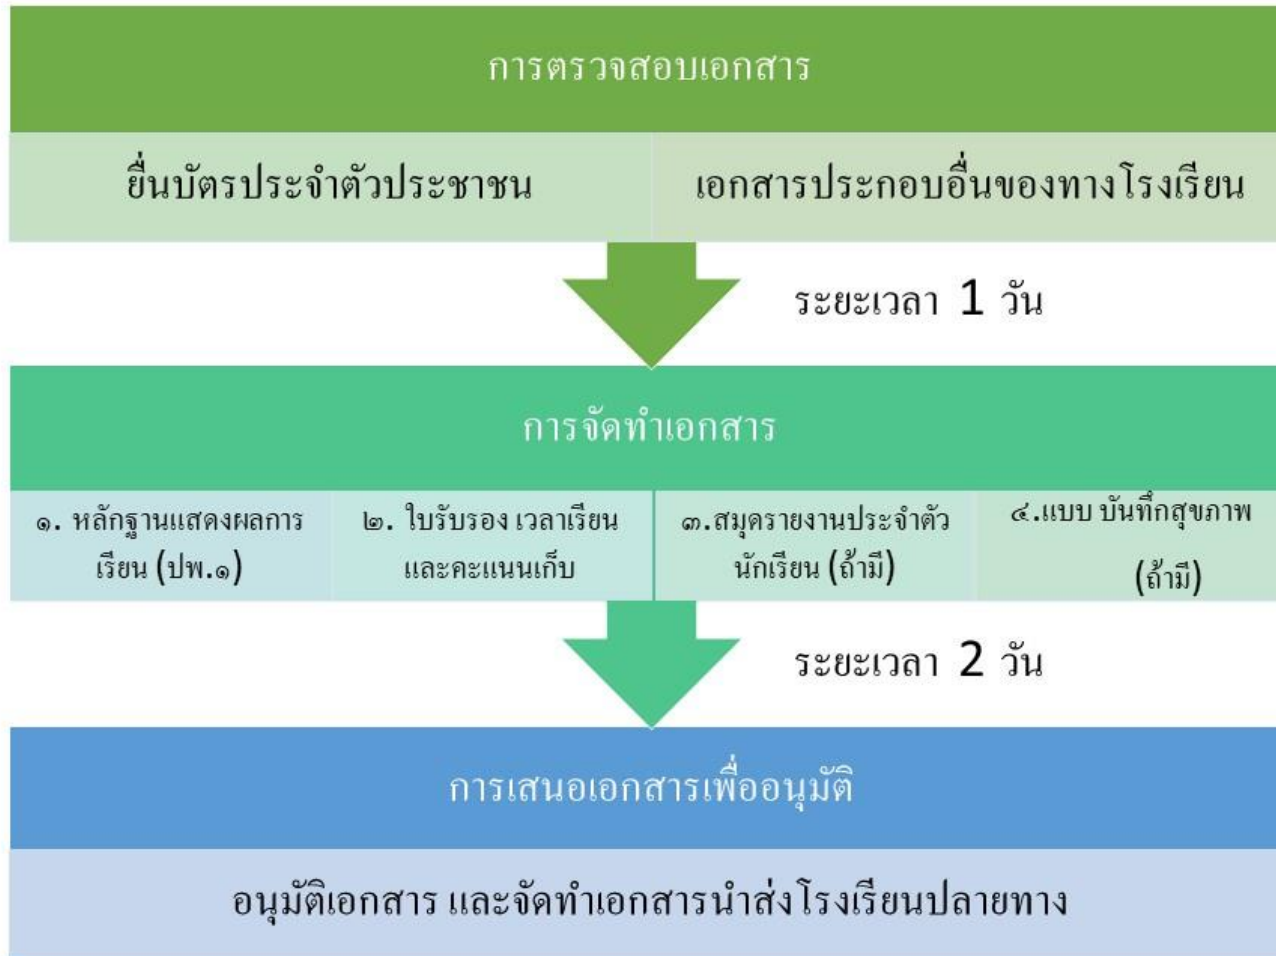 การตรวจสอบเอกสาร
ยื่นบัตรประจำตัวประชาชน
เอกสารประกอบอื่นของทางโรงเรียน
ระยะเวลา 1 วัน
การจัดทำเอกสาร
๑. หลักฐานแสดงผลการ
เรียน (ปพ.๑)
๒. ใบรับรอง เวลาเรียน
และคะแนนเก็บ
๓.สมุดรายงานประจำตัว
นักเรียน (ถ้ามี)
๔.แบบ บันทึกสุขภาพ
(ถ้ามี)
ระยะเวลา 2 วัน
การเสนอเอกสารเพื่ออนุมัติ
อนุมัติเอกสาร และจัดทำเอกสารนำส่งโรงเรียนปลายทาง